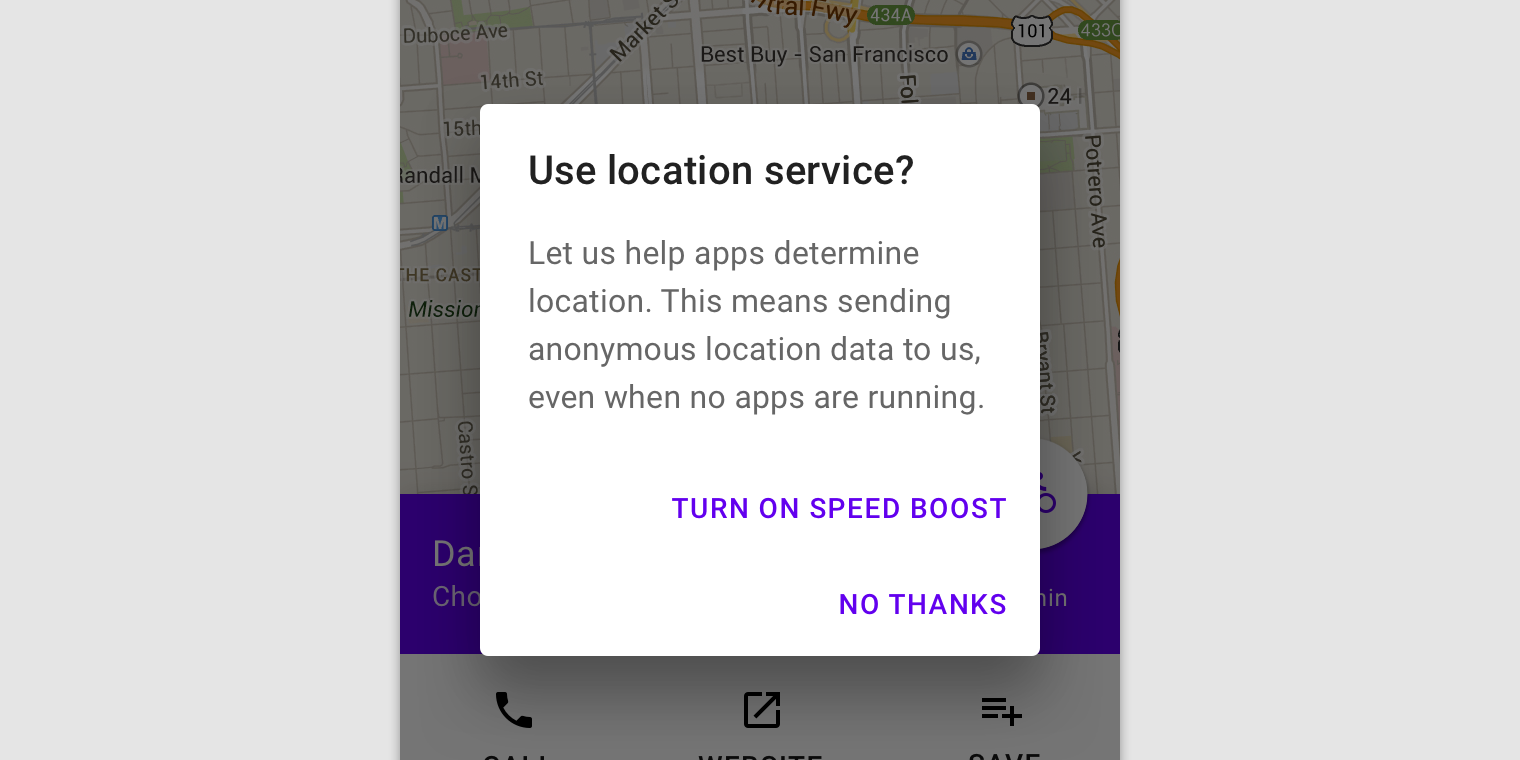 Duboce Ave
Market
tral Fwy
434A
101
433C
Best Buy - San Francisco
14th St
Fol
24
15th
Randall M
M
Potrero Ave
THE CAST
Mission
Bryant St
Castro S
Use location service?
Let us help apps determine
location. This means sending
anonymous location data to us,
even when no apps are running.
TURN ON SPEED BOOST
NO THANKS
Dar
Cho
min
CALL
WEBSITE
SAVE